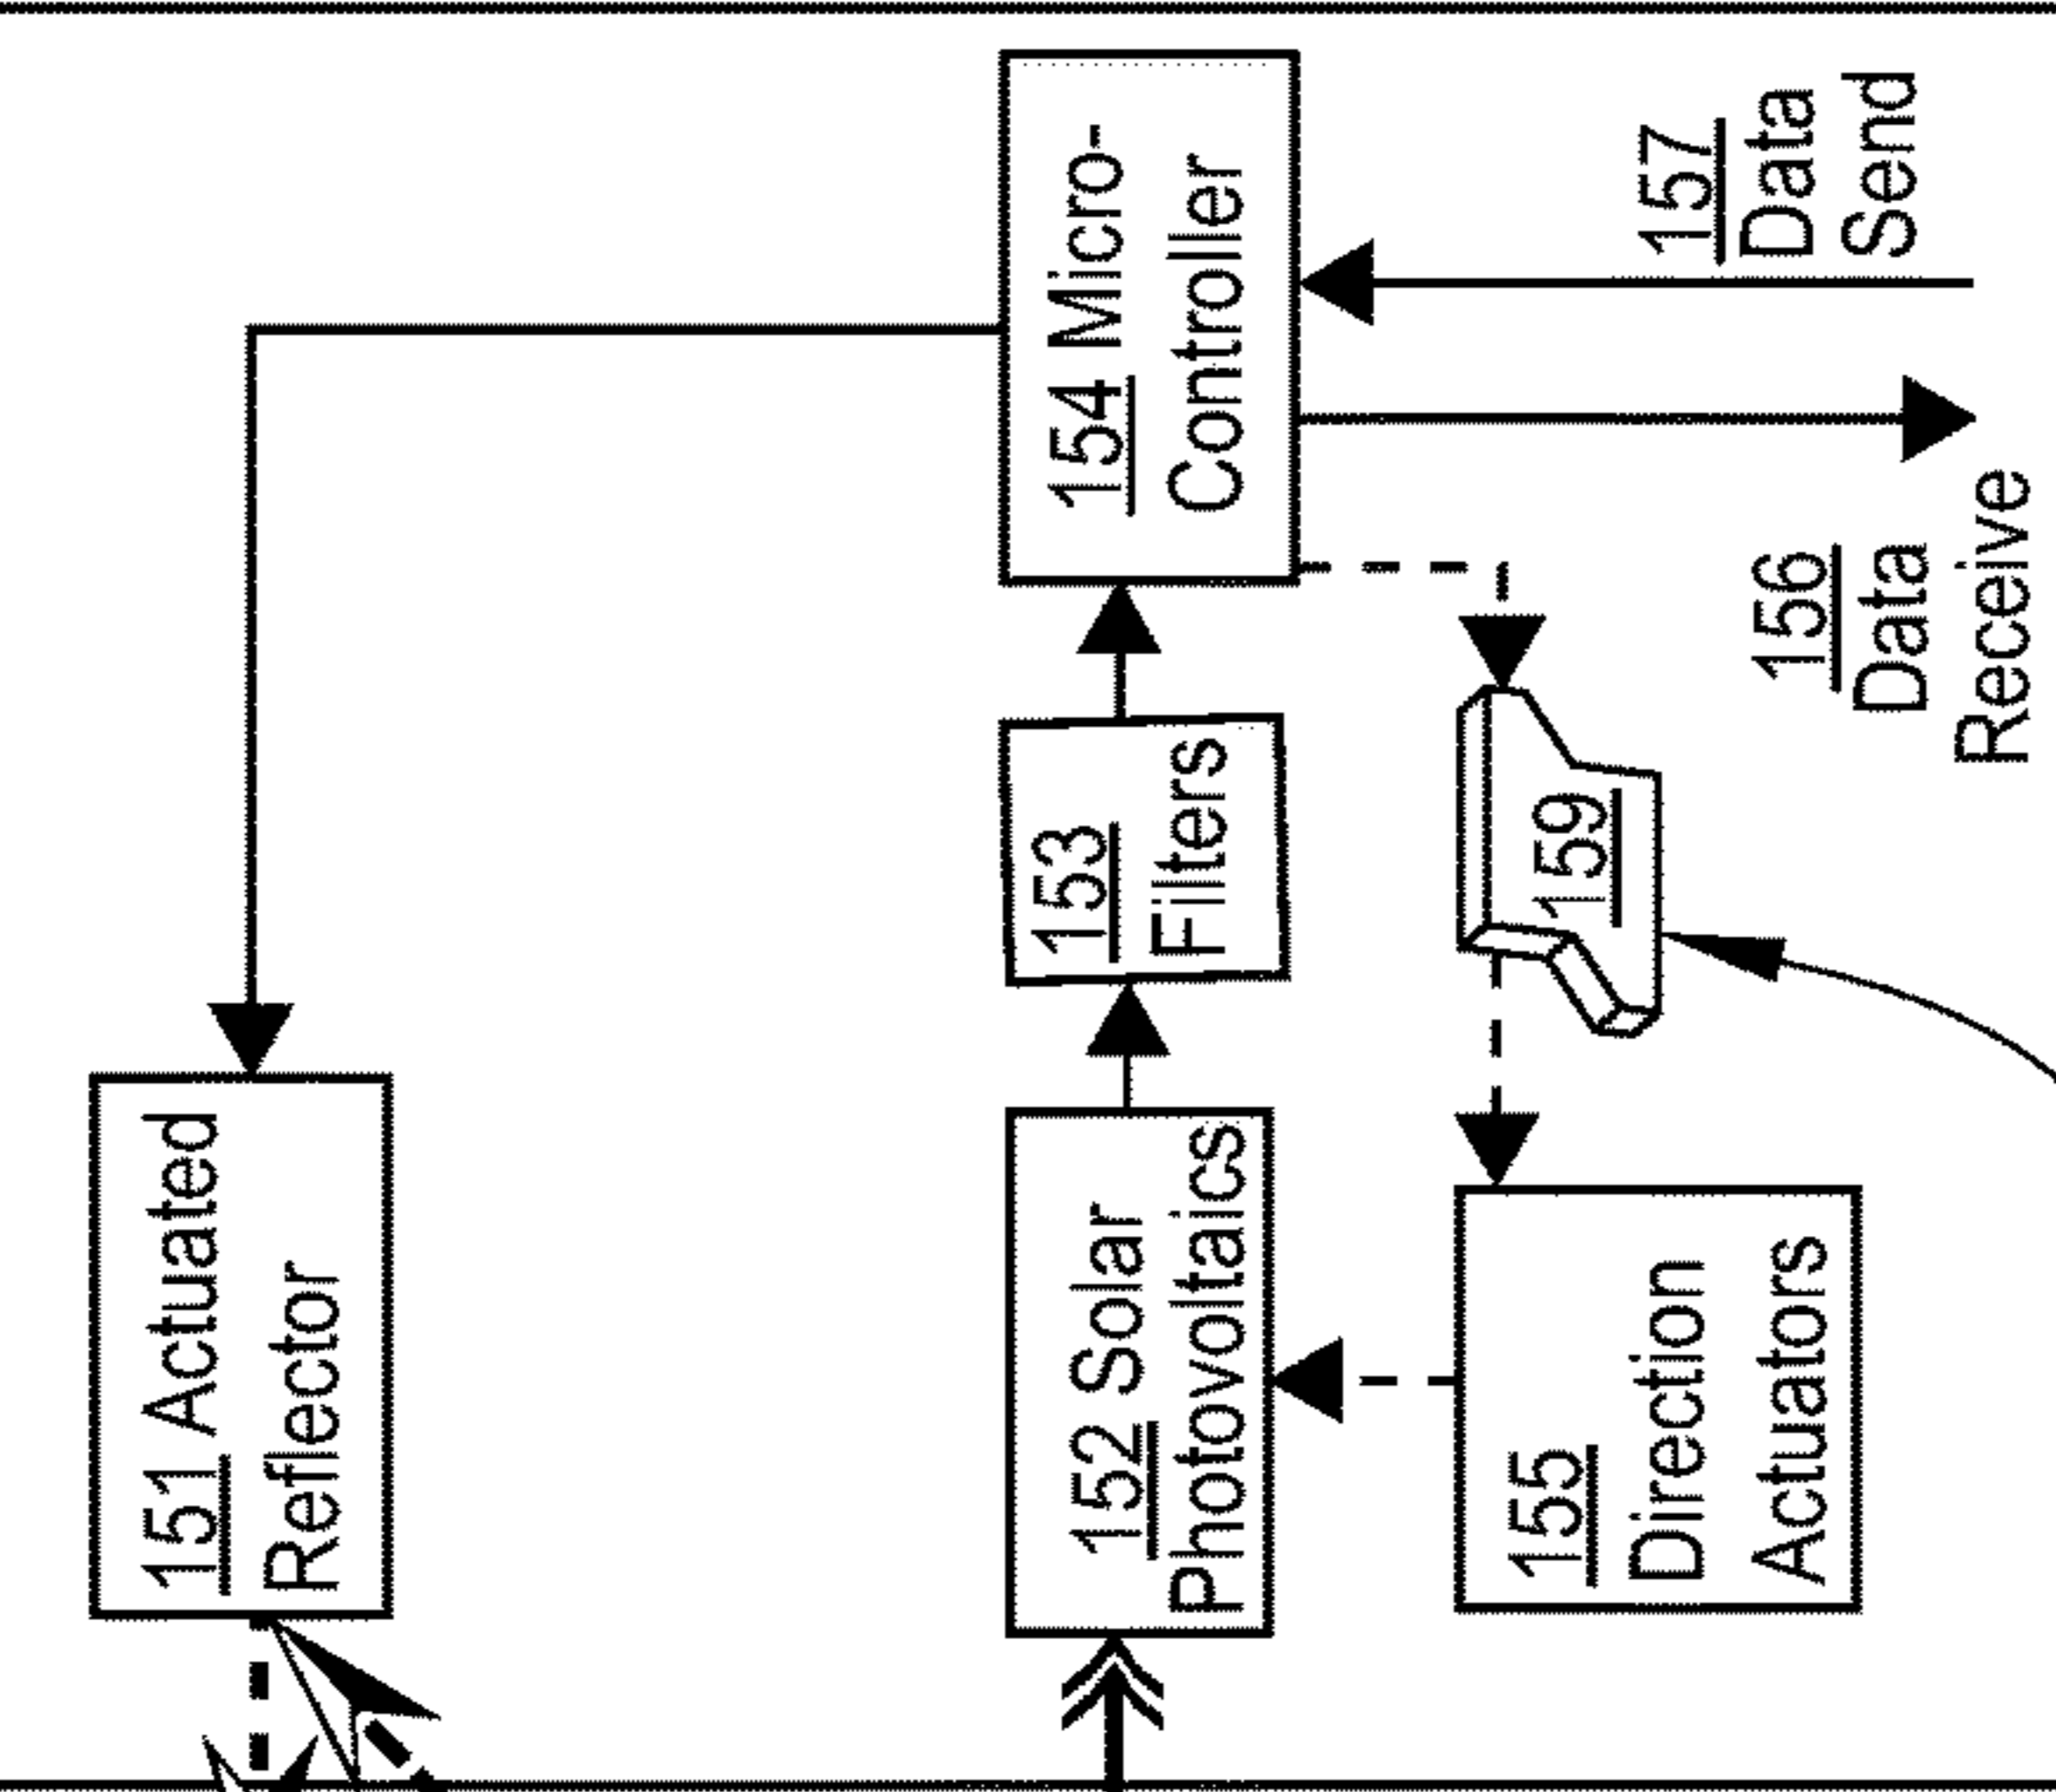 151 Actuated
Reflector
152 Solar
Photovoltaics
153
Filters
154 Micro-
Controller
155
Direction
Actuators
159
156
Data
Receive
157
Data
Send